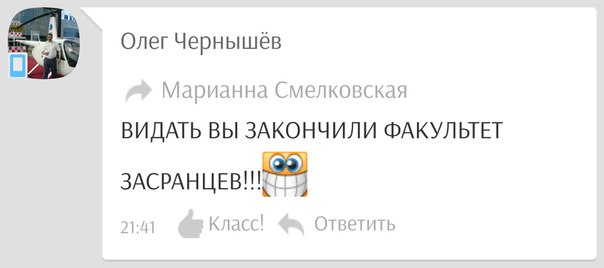 Олег Чернышёв
Марианна Смелковская
ВИДАТЬ ВЫ ЗАКОНЧИЛИ ФАКУЛЬТЕТ
ЗАСРАНЦЕВ!!!
21:41 Класс! Ответить